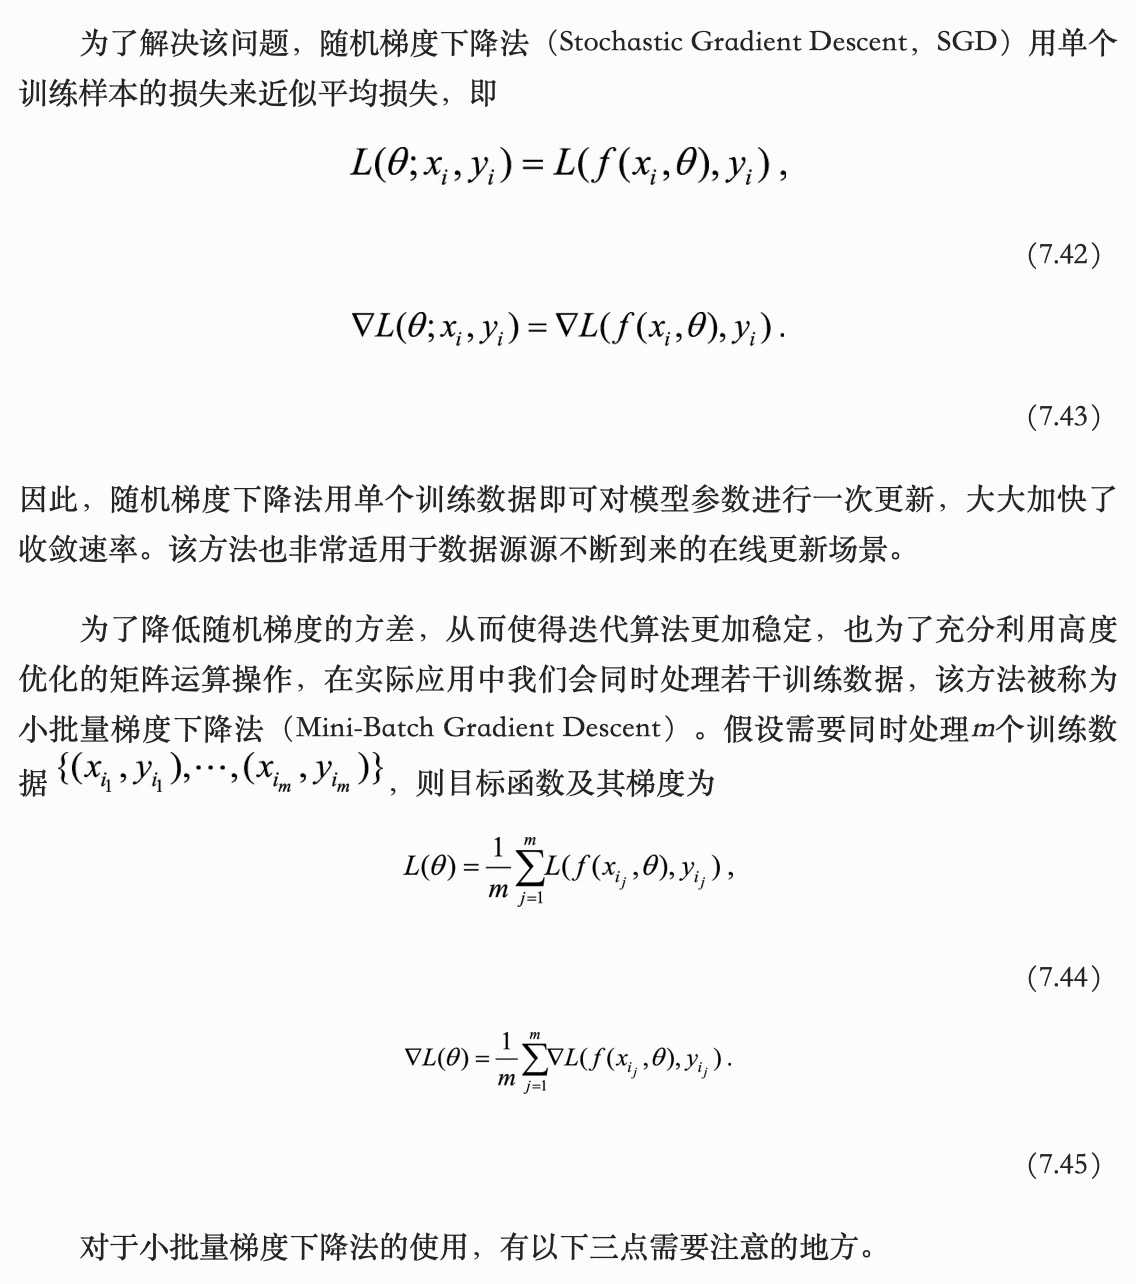 为了解决该问题，随机梯度下降法（Stochastic Gradient Descent，SGD）用单个
训练样本的损失来近似平均损失，即
L(θ; x_i, y_i) = L(f(x_i, θ), y_i) ,
（7.42）
∇L(θ; x_i, y_i) = ∇L(f(x_i, θ), y_i) .
（7.43）
因此，随机梯度下降法用单个训练数据即可对模型参数进行一次更新，大大加快了
收敛速率。该方法也非常适用于数据源源不断到来的在线更新场景。
为了降低随机梯度的方差，从而使得迭代算法更加稳定，也为了充分利用高度
优化的矩阵运算操作，在实际应用中我们会同时处理若干训练数据，该方法被称为
小批量梯度下降法（Mini-Batch Gradient Descent）。假设需要同时处理m个训练数
据{(x_{i_1}, y_{i_1}),⋯,(x_{i_m}, y_{i_m})}，则目标函数及其梯度为
L(θ) = \frac{1}{m} \sum_{j=1}^{m} L(f(x_{i_j}, θ), y_{i_j}) ,
（7.44）
∇L(θ) = \frac{1}{m} \sum_{j=1}^{m} ∇L(f(x_{i_j}, θ), y_{i_j}) .
（7.45）
对于小批量梯度下降法的使用，有以下三点需要注意的地方。